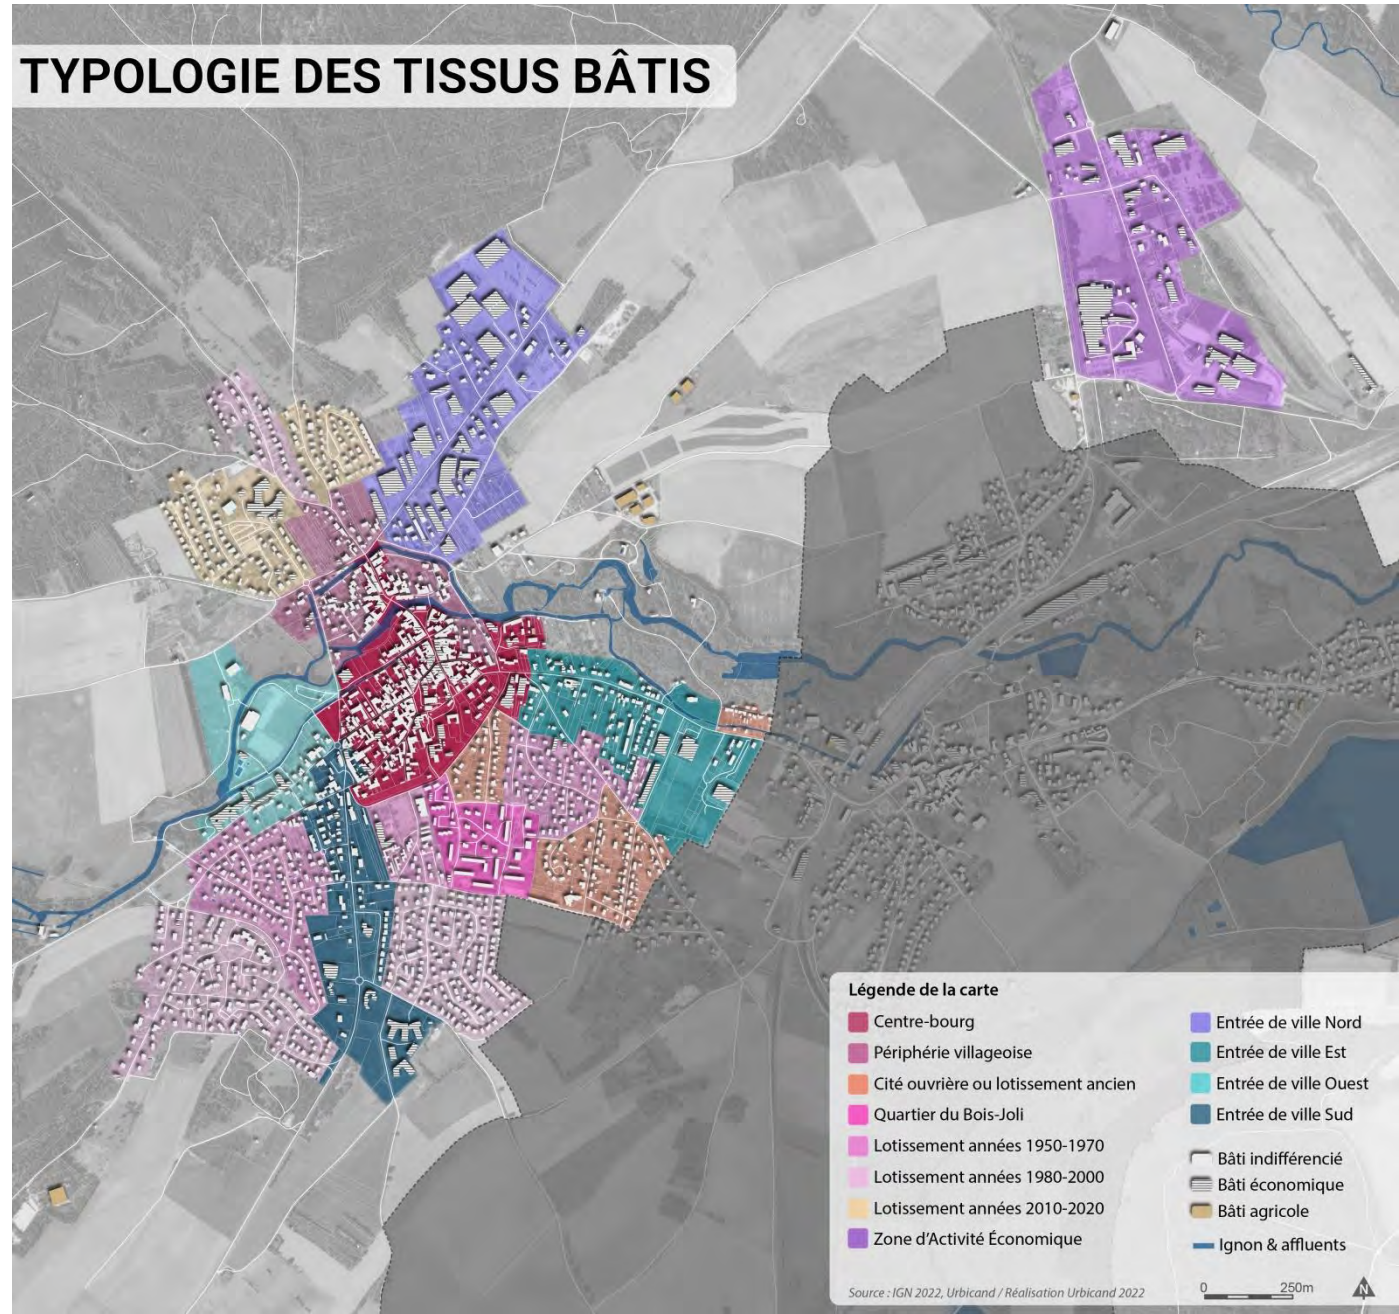 TYPOLOGIE DES TISSUS BÂTIS
Légende de la carte
Centre-bourg
Périphérie villageoise
Cité ouvrière ou lotissement ancien
Quartier du Bois-Joli
Lotissement années 1950-1970
Lotissement années 1980-2000
Lotissement années 2010-2020
Zone d'Activité Économique
Entrée de ville Nord
Entrée de ville Est
Entrée de ville Ouest
Entrée de ville Sud
Bâti indifférencié
Bâti économique
Bâti agricole
Ignon & affluents
Source : IGN 2022, Urbicand / Réalisation Urbicand 2022
0 250m
N